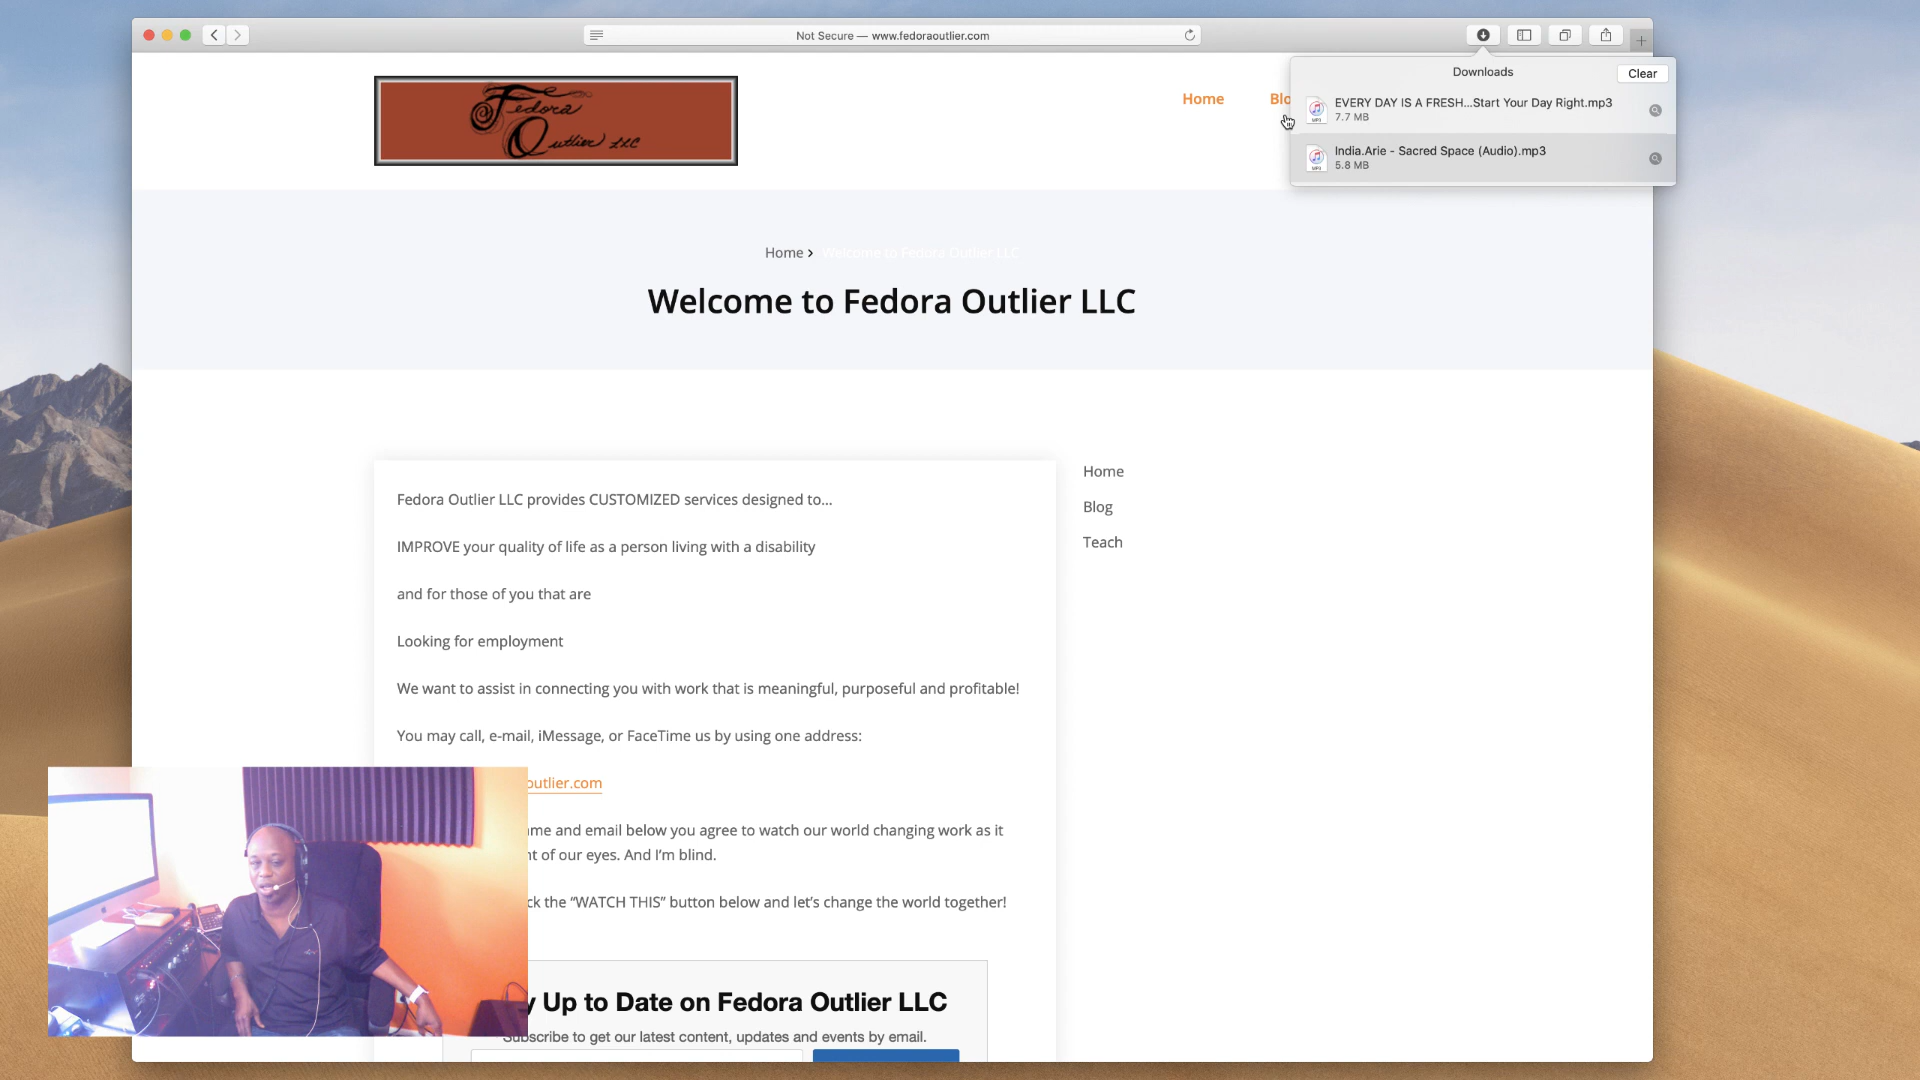 Not Secure — www.fedoraoutlier.com
Downloads
Clear
EVERY DAY IS A FRESH...Start Your Day Right.mp3
7.7 MB
India.Arie - Sacred Space (Audio).mp3
5.8 MB
Fedora
Outlier LLC
Home
Blo
Home › Welcome to Fedora Outlier LLC
Welcome to Fedora Outlier LLC
Fedora Outlier LLC provides CUSTOMIZED services designed to...
IMPROVE your quality of life as a person living with a disability
and for those of you that are
Looking for employment
We want to assist in connecting you with work that is meaningful, purposeful and profitable!
You may call, e-mail, iMessage, or FaceTime us by using one address:
outlier.com
me and email below you agree to watch our world changing work as it
t of our eyes. And I'm blind.
ck the “WATCH THIS” button below and let's change the world together!
y Up to Date on Fedora Outlier LLC
Subscribe to get our latest content, updates and events by email.
Home
Blog
Teach